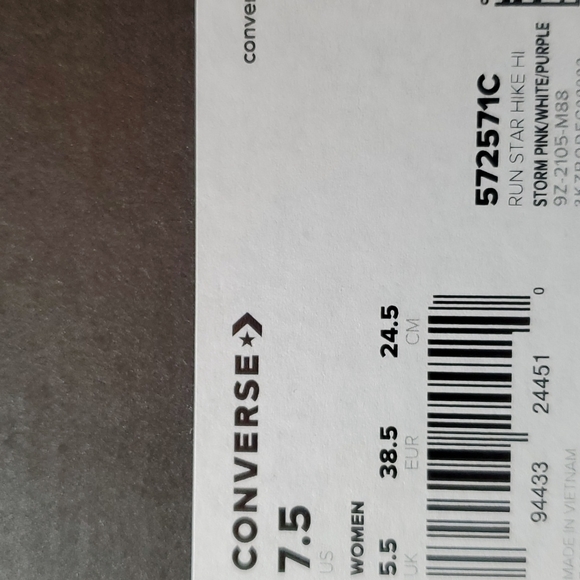 conver
CONVERSE
7.5
US
WOMEN
5.5 38.5 24.5
UK EUR CM
94433 24451 0
MADE IN VIETNAM
572571C
RUN STAR HIKE HI
STORM PINK/WHITE/PURPLE
9Z-2105-M88